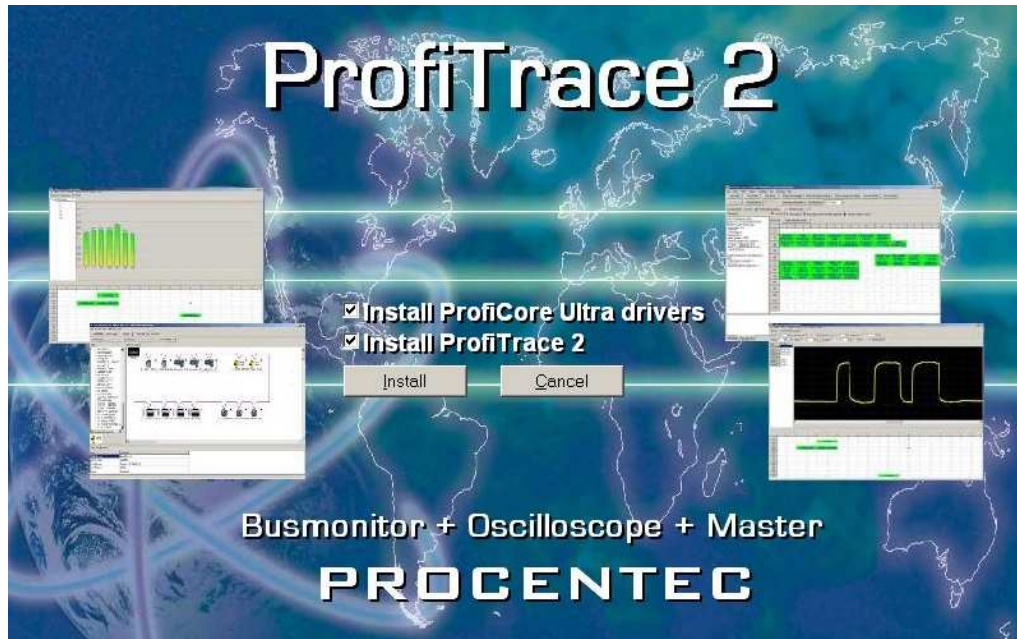 ProfiTrace 2
Install ProfiCore Ultra drivers
Install ProfiTrace 2
Install
Cancel
Busmonitor + Oscilloscope + Master
PROCENTEC